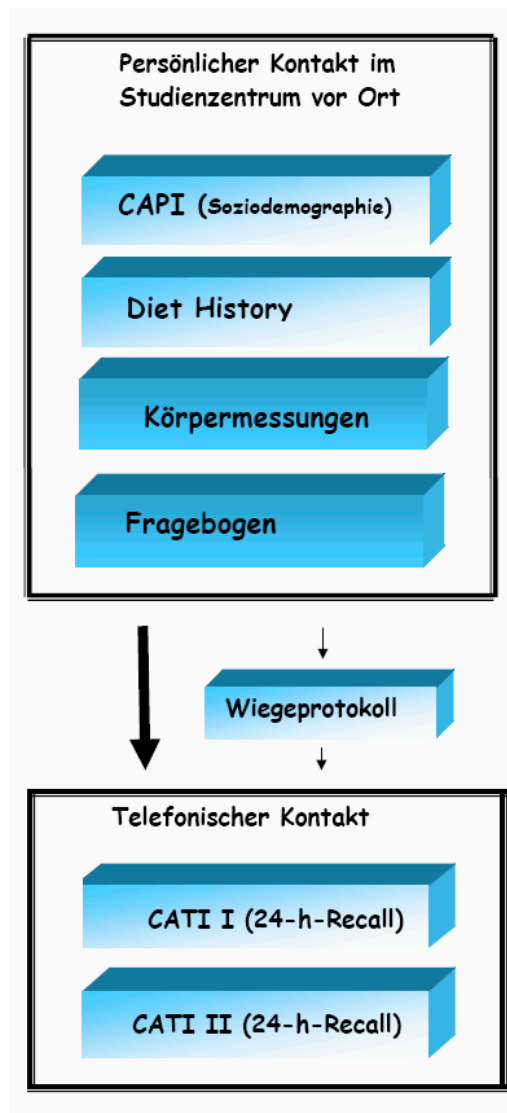 Persönlicher Kontakt im
Studienzentrum vor Ort
CAPI (Soziodemographie)
Diet History
Körpermessungen
Fragebogen
Wiegeprotokoll
Telefonischer Kontakt
CATI I (24-h-Recall)
CATI II (24-h-Recall)